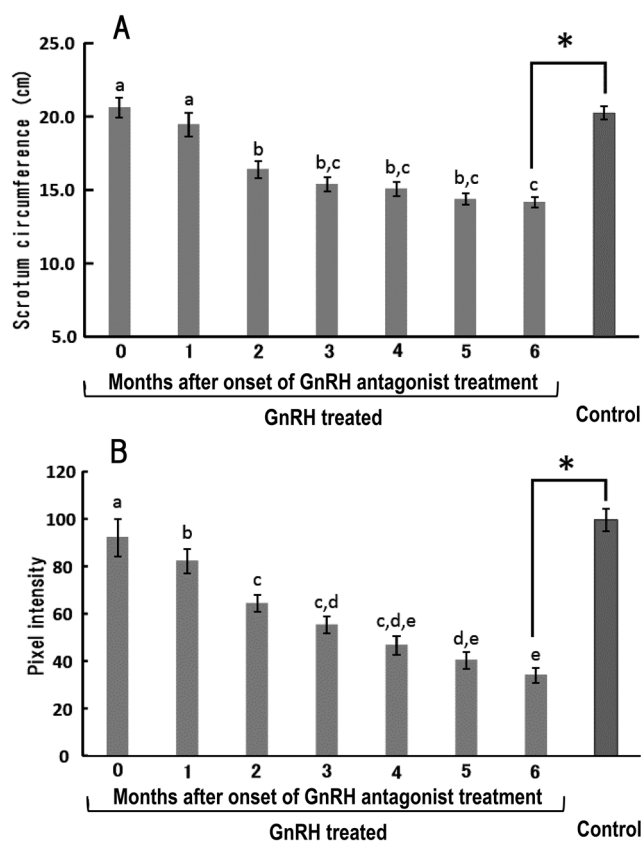 A
Scrotum circumference (cm)
25.0
20.0
15.0
10.0
5.0
a
a
b
b,c
b,c
b,c
c
*
0 1 2 3 4 5 6
Months after onset of GnRH antagonist treatment
GnRH treated
Control
B
Pixel intensity
120
100
80
60
40
20
0
a
b
c
c,d
c,d,e
d,e
e
*
0 1 2 3 4 5 6
Months after onset of GnRH antagonist treatment
GnRH treated
Control